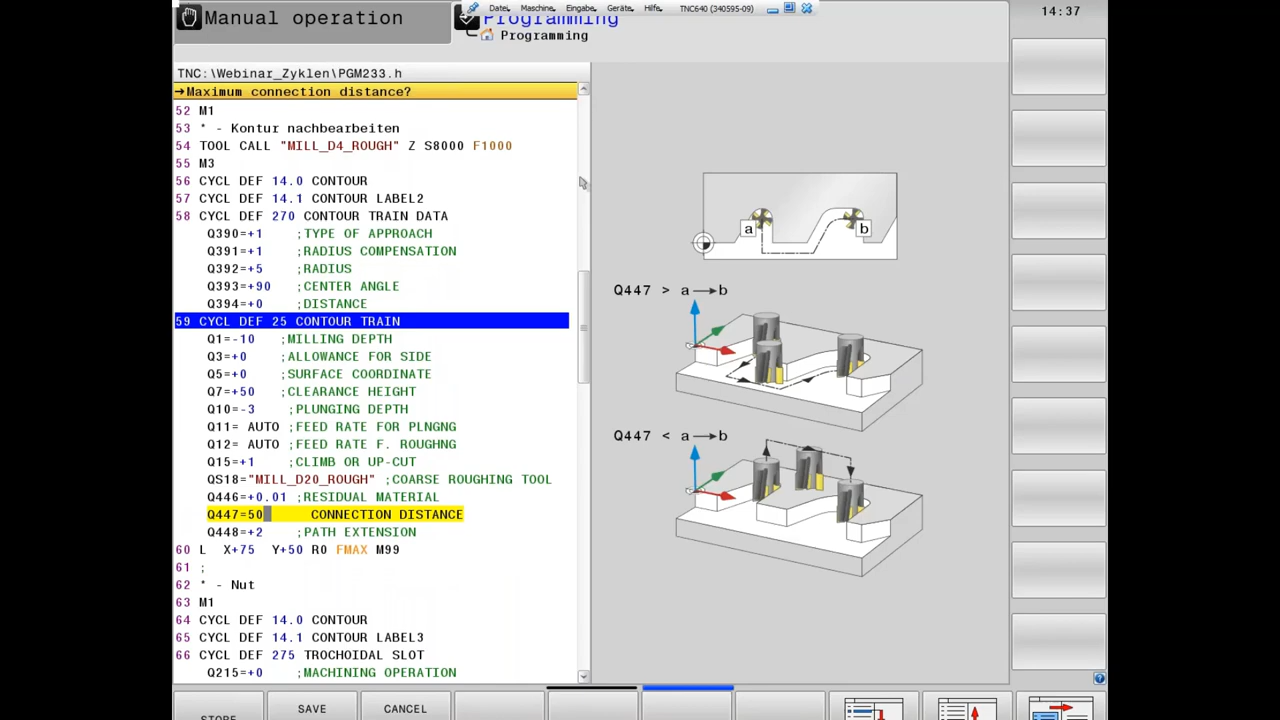 Manual operation
Datei Maschine Eingabe Geräte Hilfe TNC640 (340595-09)
Programming
Programming
14:37
TNC:\Webinar_Zyklen\PGM233.h
→Maximum connection distance?
52 M1
53 * - Kontur nachbearbeiten
54 TOOL CALL "MILL_D4_ROUGH" Z S8000 F1000
55 M3
56 CYCL DEF 14.0 CONTOUR
57 CYCL DEF 14.1 CONTOUR LABEL2
58 CYCL DEF 270 CONTOUR TRAIN DATA
Q390=+1 ;TYPE OF APPROACH
Q391=+1 ;RADIUS COMPENSATION
Q392=+5 ;RADIUS
Q393=+90 ;CENTER ANGLE
Q394=+0 ;DISTANCE
59 CYCL DEF 25 CONTOUR TRAIN
Q1=-10 ;MILLING DEPTH
Q3=+0 ;ALLOWANCE FOR SIDE
Q5=+0 ;SURFACE COORDINATE
Q7=+50 ;CLEARANCE HEIGHT
Q10=-3 ;PLUNGING DEPTH
Q11= AUTO ;FEED RATE FOR PLNGNG
Q12= AUTO ;FEED RATE F. ROUGHNG
Q15=+1 ;CLIMB OR UP-CUT
QS18="MILL_D20_ROUGH" ;COARSE ROUGHING TOOL
Q446=+0.01 ;RESIDUAL MATERIAL
Q447=50 CONNECTION DISTANCE
Q448=+2 ;PATH EXTENSION
60 L X+75 Y+50 R0 FMAX M99
61 ;
62 * - Nut
63 M1
64 CYCL DEF 14.0 CONTOUR
65 CYCL DEF 14.1 CONTOUR LABEL3
66 CYCL DEF 275 TROCHOIDAL SLOT
Q215=+0 ;MACHINING OPERATION
a
b
Q447 > a → b
Q447 < a → b
STORE
SAVE
CANCEL